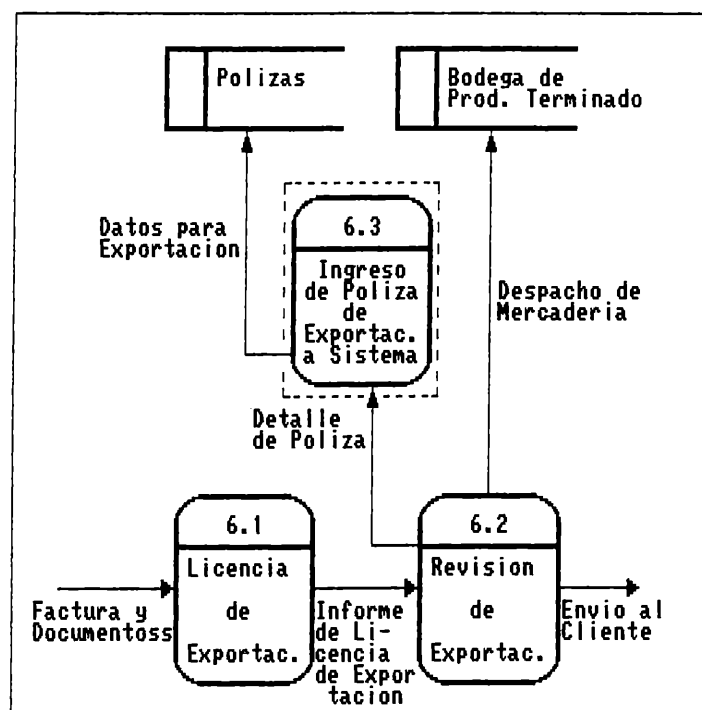 Polizas
Bodega de
Prod. Terminado
Datos para
Exportacion
6.3
Ingreso
de Poliza
de
Exportac.
a Sistema
Despacho de
Mercaderia
Detalle
de Poliza
6.1
Licencia
de
Exportac.
6.2
Revision
de
Exportac.
Factura y
Documentoss
Informe
de Li-
cencia
de Expor
tacion
Envio al
Cliente